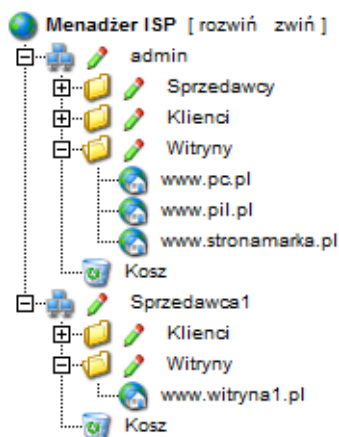 Menadżer ISP [ rozwiń zwiń ]
admin
Sprzedawcy
Klienci
Witryny
www.pc.pl
www.pil.pl
www.stronamarka.pl
Kosz
Sprzedawca1
Klienci
Witryny
www.witryna1.pl
Kosz